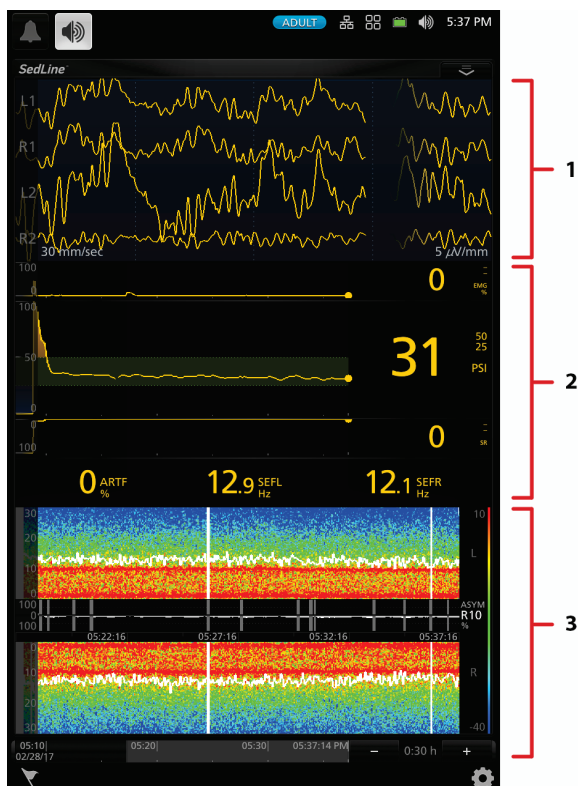 ADULT 5:37 PM
SedLine
L1
R1
1
L2
R2
30 mm/sec 5 µV/mm
100
0
0 EMG %
100
50
0
31 50 25 PSI
2
0
100
0 SR
0 ARTF % 12.9 SEFL Hz 12.1 SEFR Hz
30 10
20 L
10
0
100 ASYM
R10
100 %
05:22:16 05:27:16 05:32:16 05:37:16
3
0
10 R
20
30 -40
05:10 05:20 05:30 05:37:14 PM - 0:30 h +
02/28/17